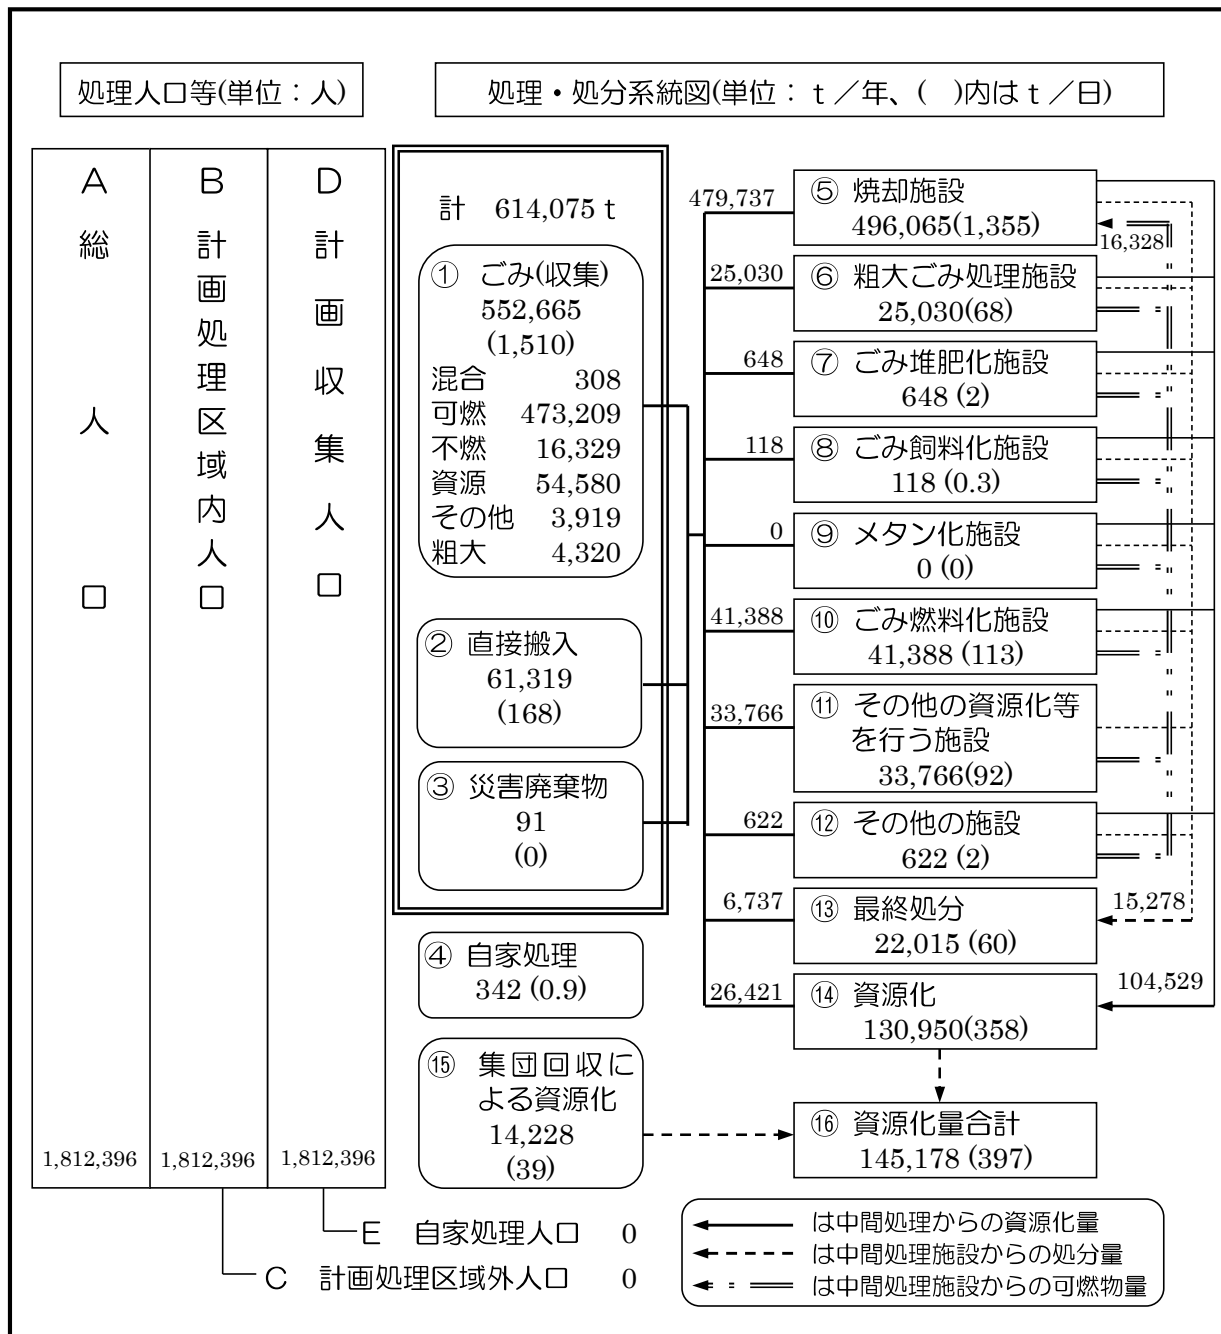 処理人口等(単位：人)
処理・処分系統図(単位：ｔ／年、(　)内はｔ／日)
A 総人口
1,812,396
B 計画処理区域内人口
1,812,396
D 計画収集人口
1,812,396
E　自家処理人口　0
C　計画処理区域外人口　0
計　614,075ｔ
① ごみ(収集)
552,665
(1,510)
混合　308
可燃　473,209
不燃　16,329
資源　54,580
その他　3,919
粗大　4,320
② 直接搬入
61,319
(168)
③ 災害廃棄物
91
(0)
④ 自家処理
342 (0.9)
⑮ 集団回収に
よる資源化
14,228
(39)
479,737
⑤ 焼却施設
496,065(1,355)
16,328
25,030
⑥ 粗大ごみ処理施設
25,030(68)
648
⑦ ごみ堆肥化施設
648 (2)
118
⑧ ごみ飼料化施設
118 (0.3)
0
⑨ メタン化施設
0 (0)
41,388
⑩ ごみ燃料化施設
41,388 (113)
33,766
⑪ その他の資源化等
を行う施設
33,766(92)
622
⑫ その他の施設
622 (2)
6,737
⑬ 最終処分
22,015 (60)
15,278
26,421
⑭ 資源化
130,950(358)
104,529
⑯ 資源化量合計
145,178 (397)
は中間処理からの資源化量
は中間処理施設からの処分量
は中間処理施設からの可燃物量